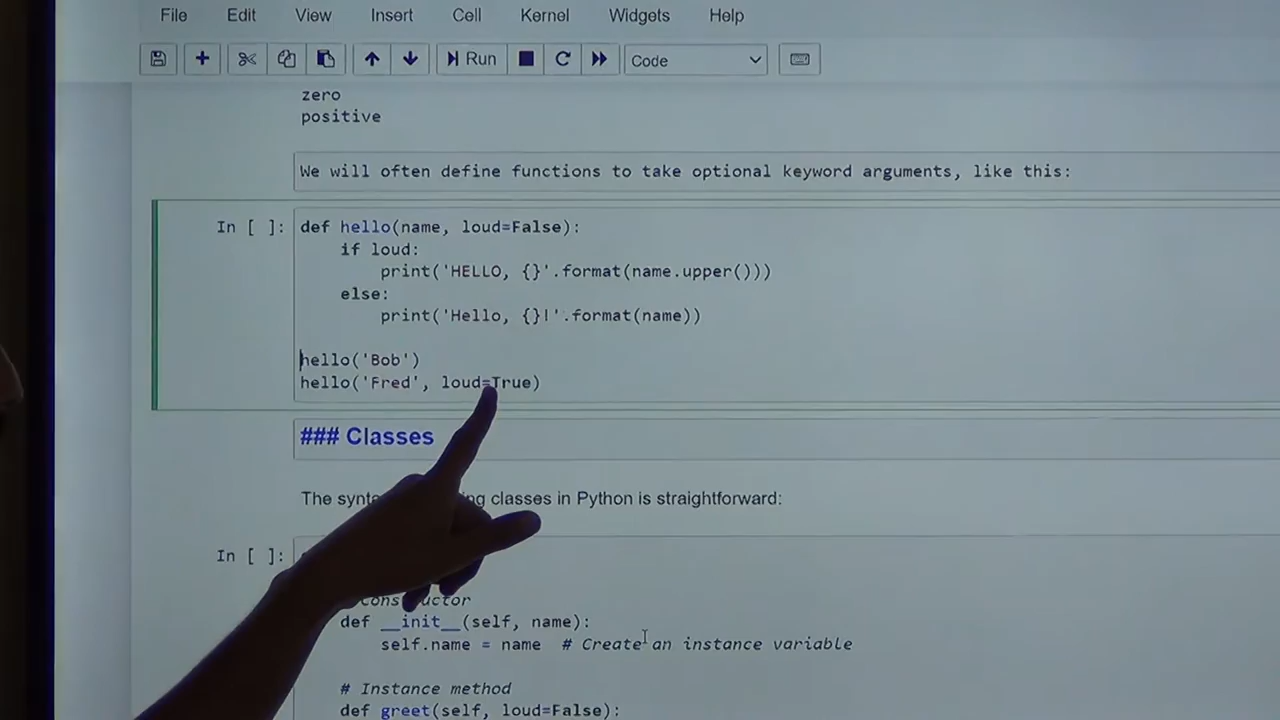 File Edit View Insert Cell Kernel Widgets Help
Run Code
zero
positive
We will often define functions to take optional keyword arguments, like this:
In [ ]: def hello(name, loud=False):
if loud:
print('HELLO, {}'.format(name.upper()))
else:
print('Hello, {}!'.format(name))
hello('Bob')
hello('Fred', loud=True)
### Classes
The classes in Python is straightforward:
In [ ]:
def __init__(self, name):
self.name = name # Create an instance variable
# Instance method
def greet(self, loud=False):